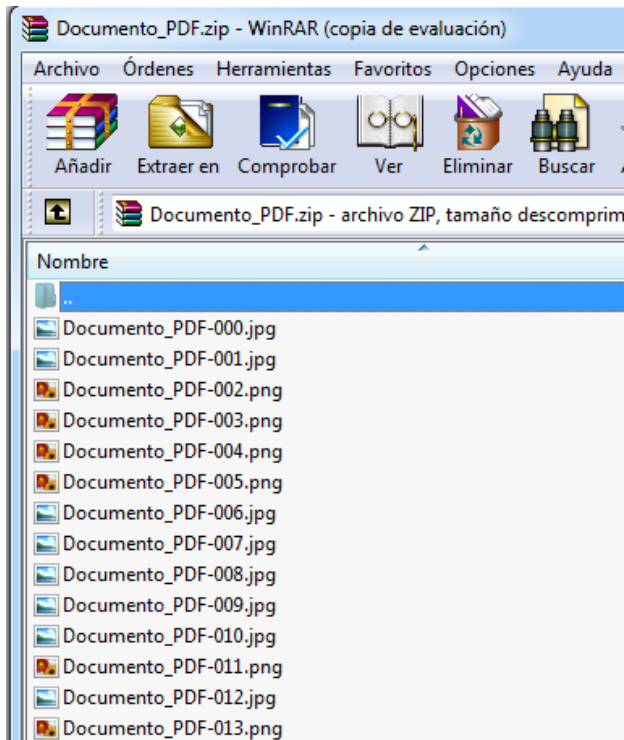 Documento_PDF.zip - WinRAR (copia de evaluación)
Archivo Órdenes Herramientas Favoritos Opciones Ayuda
Añadir Extraer en Comprobar Ver Eliminar Buscar
Documento_PDF.zip - archivo ZIP, tamaño descomprim
Nombre
..
Documento_PDF-000.jpg
Documento_PDF-001.jpg
Documento_PDF-002.png
Documento_PDF-003.png
Documento_PDF-004.png
Documento_PDF-005.png
Documento_PDF-006.jpg
Documento_PDF-007.jpg
Documento_PDF-008.jpg
Documento_PDF-009.jpg
Documento_PDF-010.jpg
Documento_PDF-011.png
Documento_PDF-012.jpg
Documento_PDF-013.png